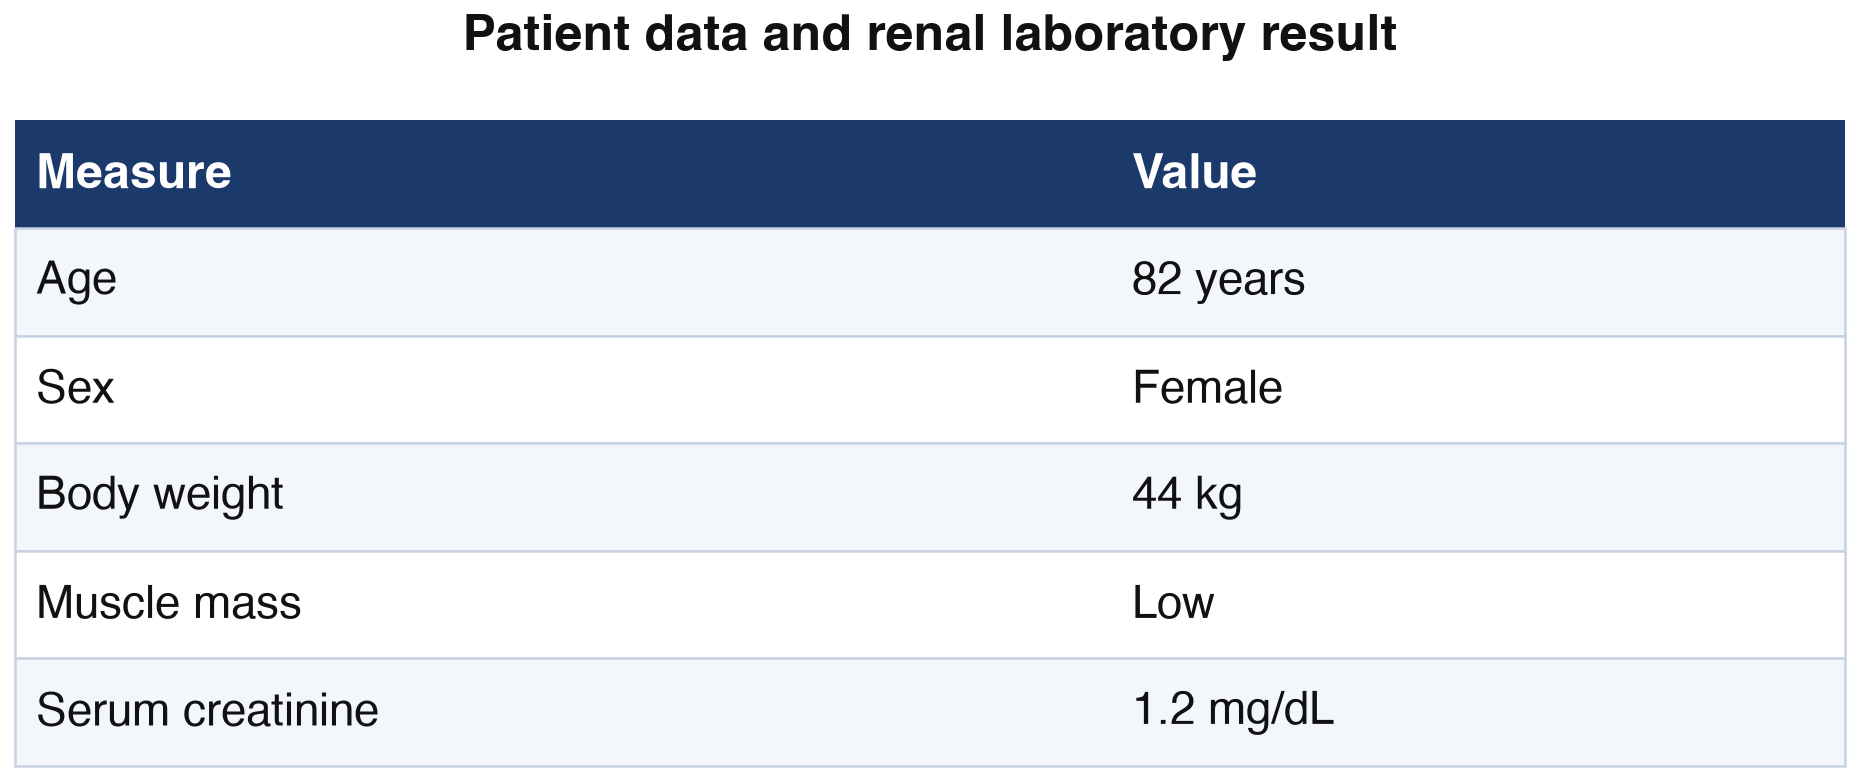 Patient data and renal laboratory result
Measure Value
Age 82 years
Sex Female
Body weight 44 kg
Muscle mass Low
Serum creatinine 1.2 mg/dL